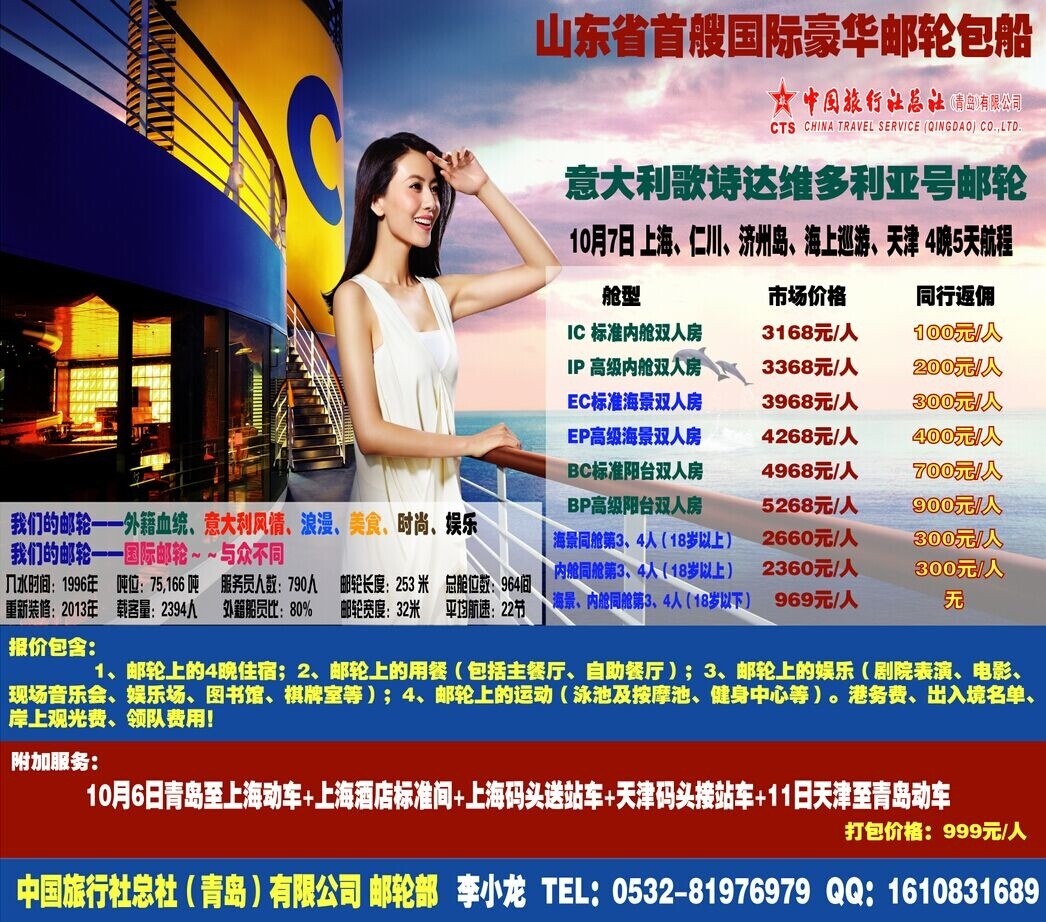 山东省首艘国际豪华邮轮包船
中国旅行社总社(青岛)有限公司
CTS CHINA TRAVEL SERVICE (QINGDAO) CO.,LTD.
意大利歌诗达维多利亚号邮轮
10月7日 上海、仁川、济州岛、海上巡游、天津 4晚5天航程
舱型 市场价格 同行返佣
IC 标准内舱双人房 3168元/人 100元/人
IP 高级内舱双人房 3368元/人 200元/人
EC标准海景双人房 3968元/人 300元/人
EP高级海景双人房 4268元/人 400元/人
BC标准阳台双人房 4968元/人 700元/人
BP高级阳台双人房 5268元/人 900元/人
海景同舱第3、4人(18岁以上) 2660元/人 300元/人
内舱同舱第3、4人(18岁以上) 2360元/人 300元/人
海景、内舱同舱第3、4人(18岁以下) 969元/人 无
我们的邮轮——外籍血统、意大利风情、浪漫、美食、时尚、娱乐
我们的邮轮——国际邮轮~~与众不同
入水时间：1996年 吨位：75,166 吨 服务员人数：790人 邮轮长度：253 米 总舱位数：964间
重新装修：2013年 载客量：2394人 外籍船员比：80% 邮轮宽度：32米 平均航速：22节
报价包含：
1、邮轮上的4晚住宿；2、邮轮上的用餐（包括主餐厅、自助餐厅）；3、邮轮上的娱乐（剧院表演、电影、
现场音乐会、娱乐场、图书馆、棋牌室等）；4、邮轮上的运动（泳池及按摩池、健身中心等）。港务费、出入境名单、
岸上观光费、领队费用！
附加服务：
10月6日青岛至上海动车+上海酒店标准间+上海码头送站车+天津码头接站车+11日天津至青岛动车
打包价格：999元/人
中国旅行社总社（青岛）有限公司 邮轮部 李小龙 TEL：0532-81976979 QQ：1610831689